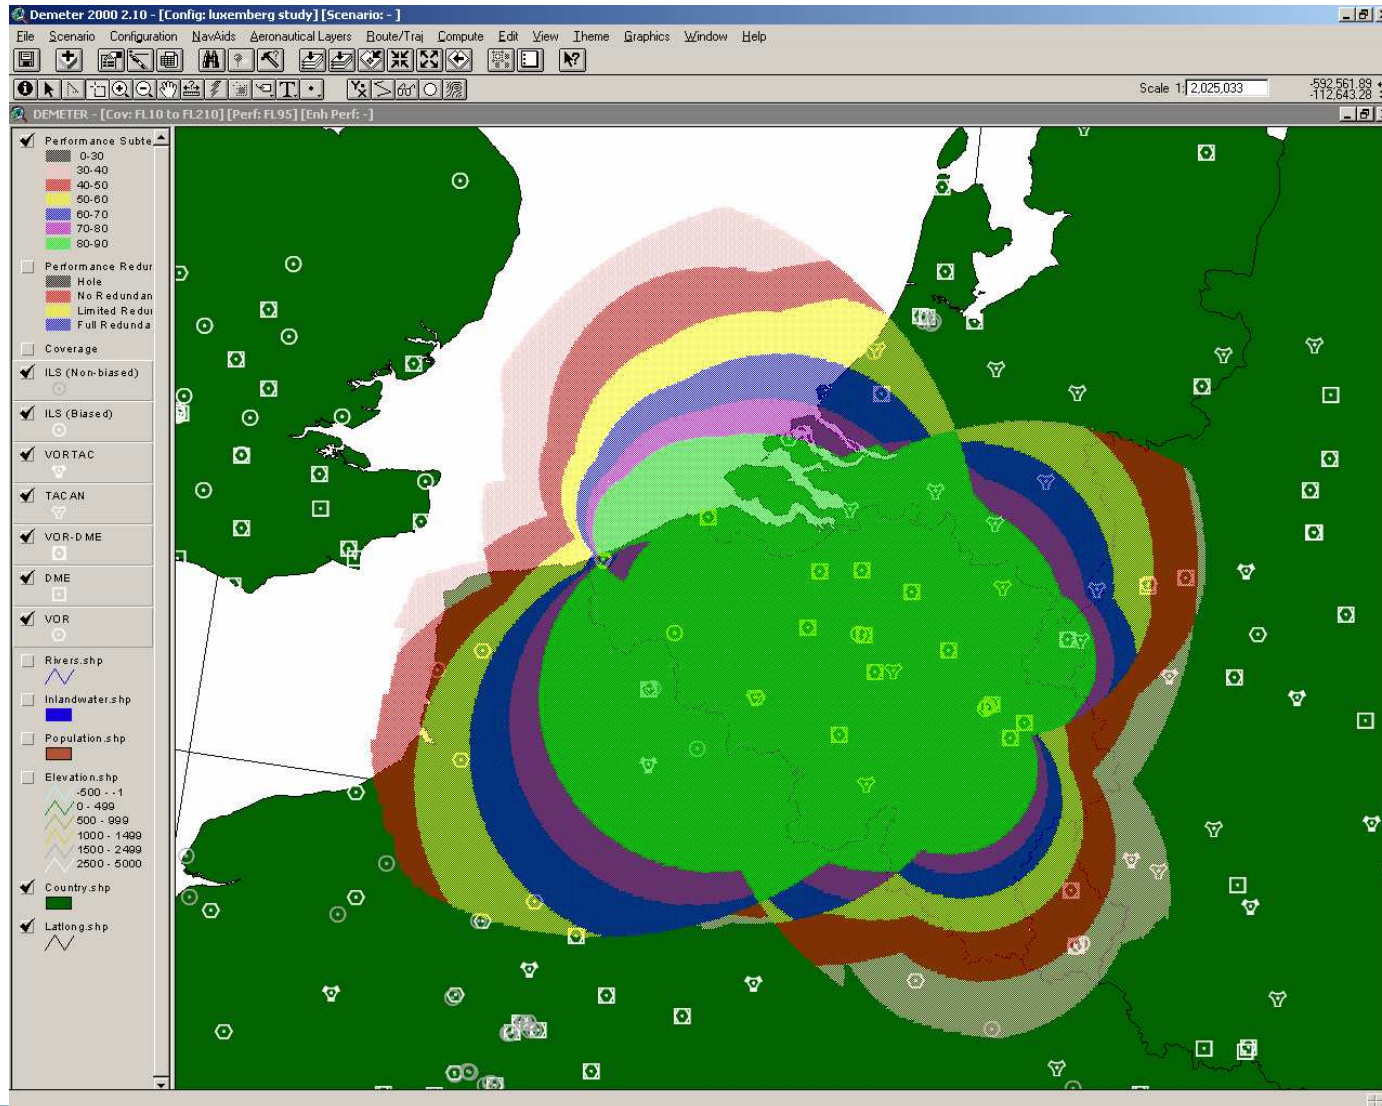 Demeter 2000 2.10 - [Config: luxemberg study] [Scenario: - ]
File Scenario Configuration NavAids Aeronautical Layers Route/Traj Compute Edit View Theme Graphics Window Help
Scale 1: 2,025,033
-592,561.89
-112,643.28
DEMETER - [Cov: FL10 to FL210] [Perf: FL95] [Enh Perf: -]
Performance Subte
0-30
30-40
40-50
50-60
60-70
70-80
80-90
Performance Redur
Hole
No Redundan
Limited Redur
Full Redunda
Coverage
ILS (Non-biased)
ILS (Biased)
VORTAC
TACAN
VOR-DME
DME
VOR
Rivers.shp
Inlandwater.shp
Population.shp
Elevation.shp
-500 - -1
0 - 499
500 - 999
1000 - 1499
1500 - 2499
2500 - 5000
Country.shp
Latlong.shp